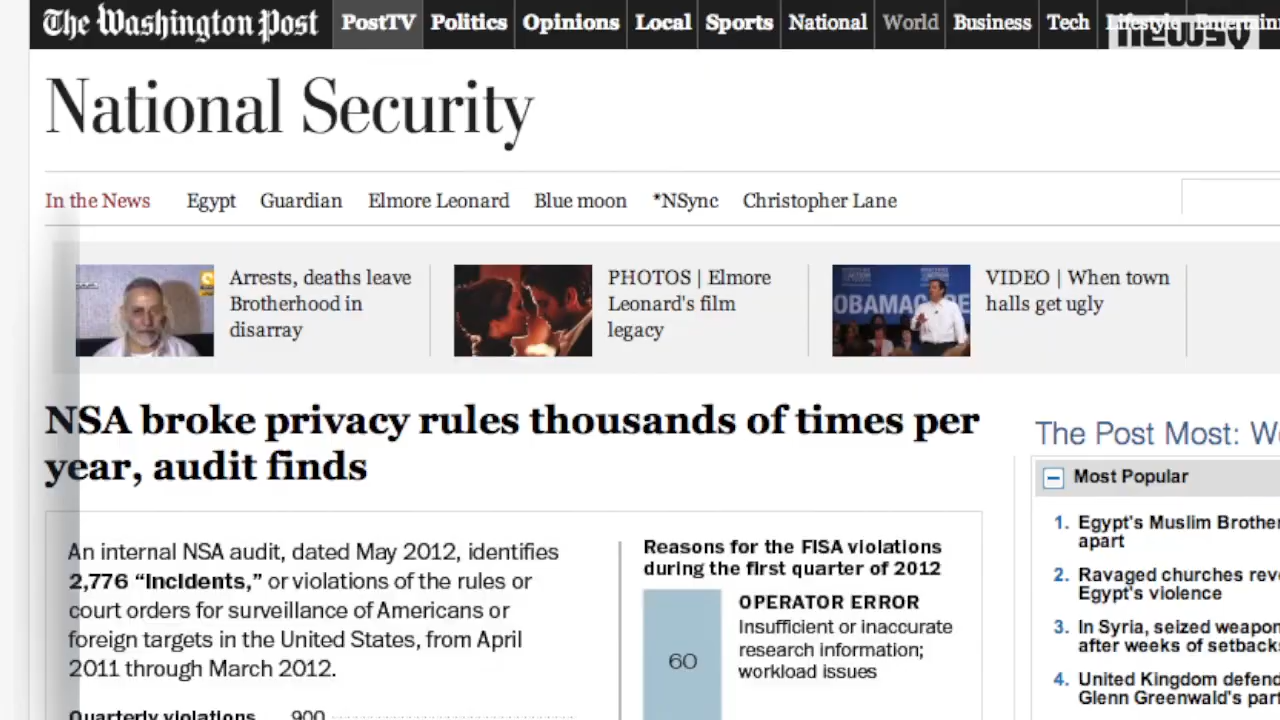 The Washington Post
PostTV Politics Opinions Local Sports National World Business Tech Lifestyle
newsy
National Security
In the News Egypt Guardian Elmore Leonard Blue moon *NSync Christopher Lane
Arrests, deaths leave
Brotherhood in
disarray
PHOTOS | Elmore
Leonard's film
legacy
OBAMACARE
VIDEO | When town
halls get ugly
NSA broke privacy rules thousands of times per
year, audit finds
The Post Most:
Most Popular
An internal NSA audit, dated May 2012, identifies
2,776 “Incidents,” or violations of the rules or
court orders for surveillance of Americans or
foreign targets in the United States, from April
2011 through March 2012.
Quarterly violations 900
Reasons for the FISA violations
during the first quarter of 2012
60
OPERATOR ERROR
Insufficient or inaccurate
research information;
workload issues
1. Egypt's Muslim Brother
apart
2. Ravaged churches reve
Egypt's violence
3. In Syria, seized weapon
after weeks of setback
4. United Kingdom defend
Glenn Greenwald's part